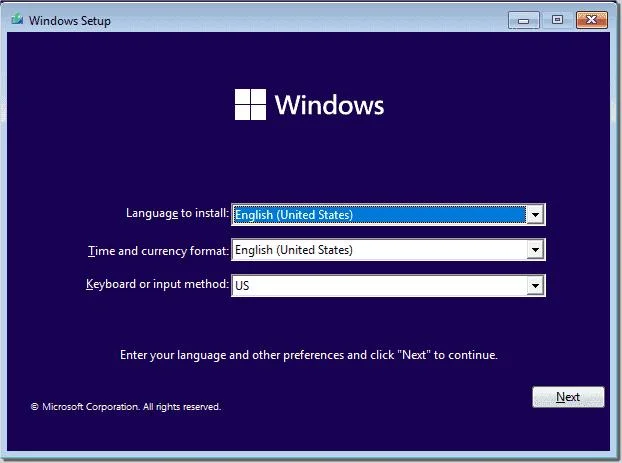 Windows Setup
Windows
Language to install: English (United States)
Time and currency format: English (United States)
Keyboard or input method: US
Enter your language and other preferences and click "Next" to continue.
Next
© Microsoft Corporation. All rights reserved.